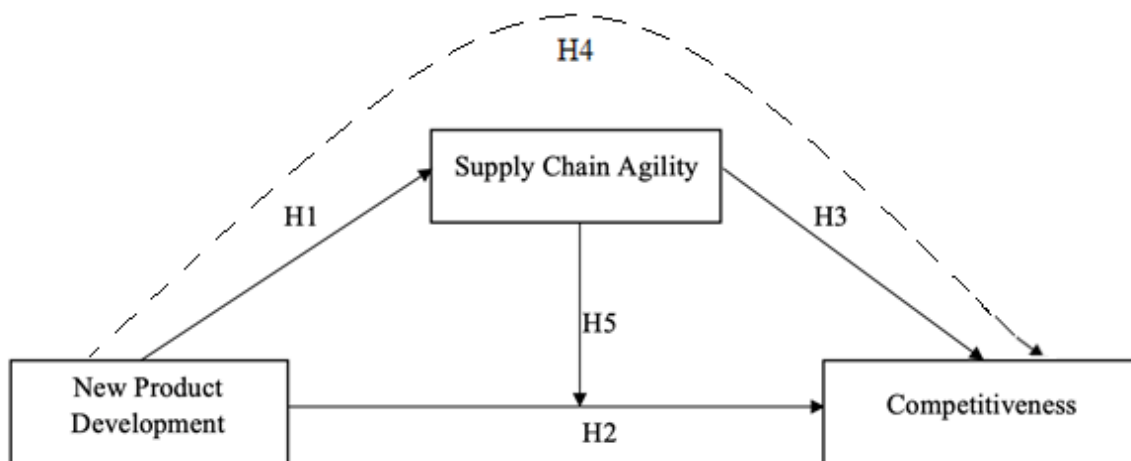 H4
Supply Chain Agility
H1
H3
H5
New Product
Development
Competitiveness
H2